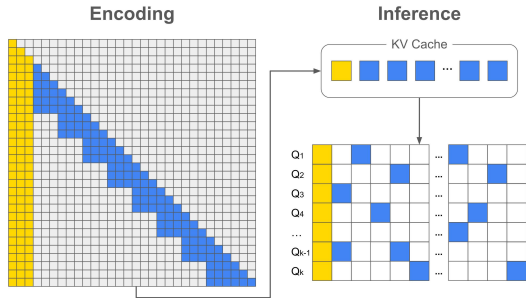 Encoding
Inference
KV Cache
...
Q1
...
Q2
Q3
Q4
...
...
Qk-1
Qk
...